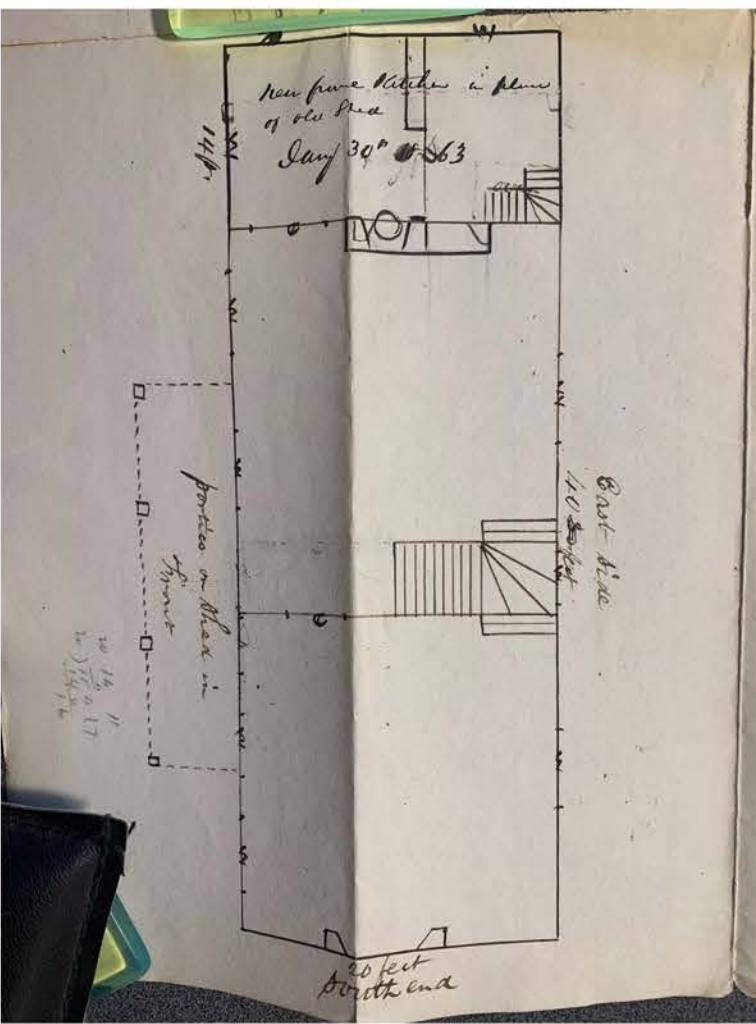 New frame Kitchen in place
of old Shed
Jany 30th 1863
14 ft.
East Side
40 feet
portico or Shed in
Front
20 feet
South end